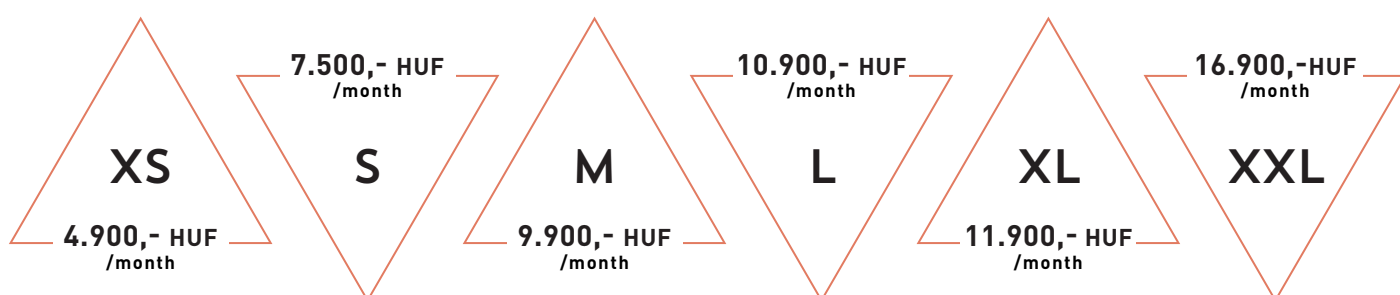 XS
4.900,- HUF
/month
7.500,- HUF
/month
S
M
9.900,- HUF
/month
10.900,- HUF
/month
L
XL
11.900,- HUF
/month
16.900,-HUF
/month
XXL